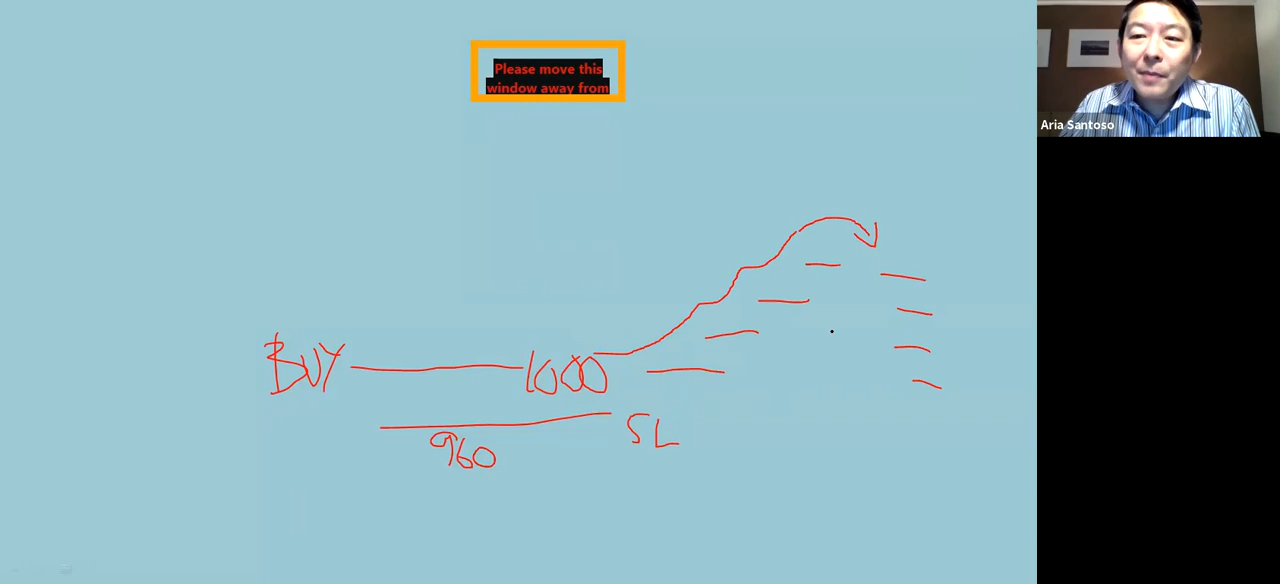 Please move this
window away from
Aria Santoso
BUY 1000
960 SL